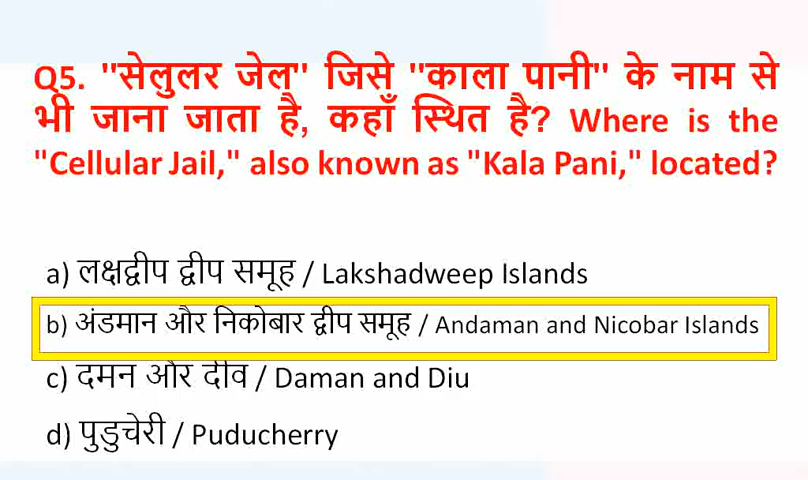 Q5. "सेलुलर जेल" जिसे "काला पानी" के नाम से
भी जाना जाता है, कहाँ स्थित है? Where is the
"Cellular Jail," also known as "Kala Pani," located?
a) लक्षद्वीप द्वीप समूह / Lakshadweep Islands
b) अंडमान और निकोबार द्वीप समूह / Andaman and Nicobar Islands
c) दमन और दीव / Daman and Diu
d) पुडुचेरी / Puducherry